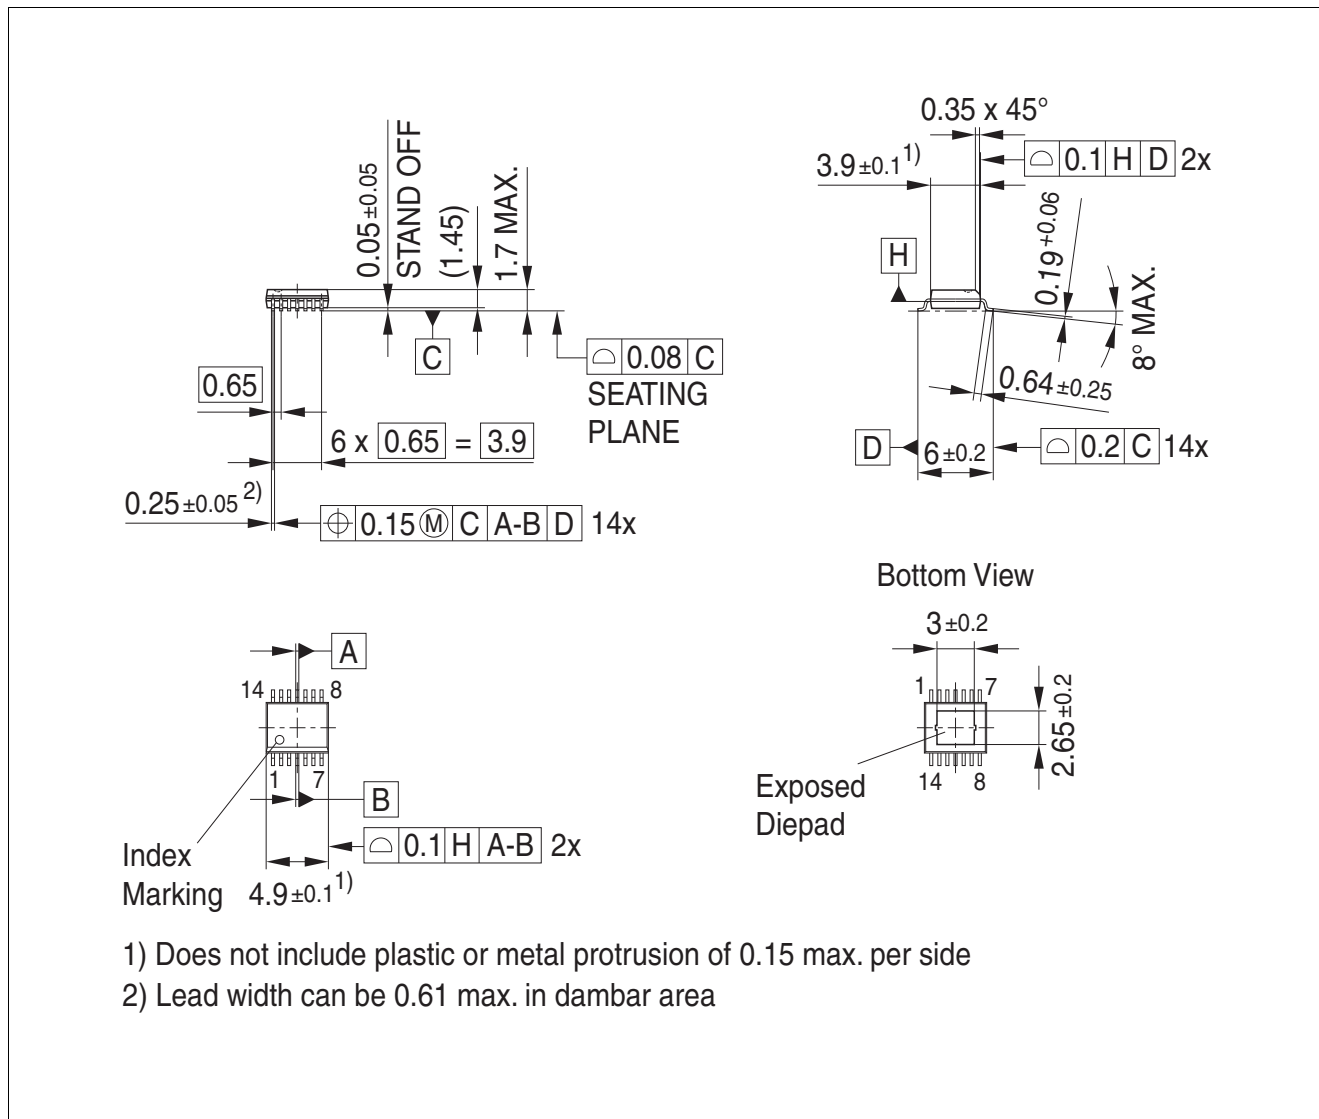 0.05±0.05
STAND OFF
(1.45)
1.7 MAX.
C
0.08 C
SEATING
PLANE
0.65
6 x 0.65 = 3.9
0.25±0.05 2)
0.15 Ⓜ C A-B D 14x
0.35 x 45°
3.9±0.1 1)
0.1 H D 2x
H
0.19+0.06
8° MAX.
0.64±0.25
D
6±0.2
0.2 C 14x
A
14 8
1 7
B
0.1 H A-B 2x
Index
Marking
4.9±0.1 1)
Bottom View
3±0.2
1 7
2.65±0.2
14 8
Exposed
Diepad
1) Does not include plastic or metal protrusion of 0.15 max. per side
2) Lead width can be 0.61 max. in dambar area